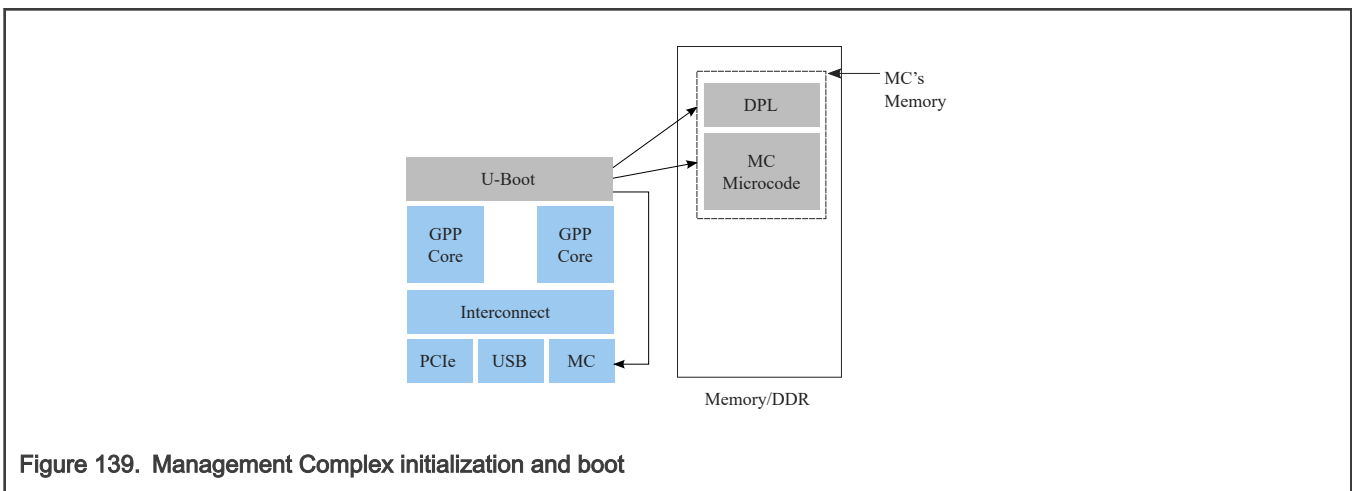 MC's
Memory
DPL
MC
Microcode
U-Boot
GPP
Core
GPP
Core
Interconnect
PCIe
USB
MC
Memory/DDR
Figure 139. Management Complex initialization and boot